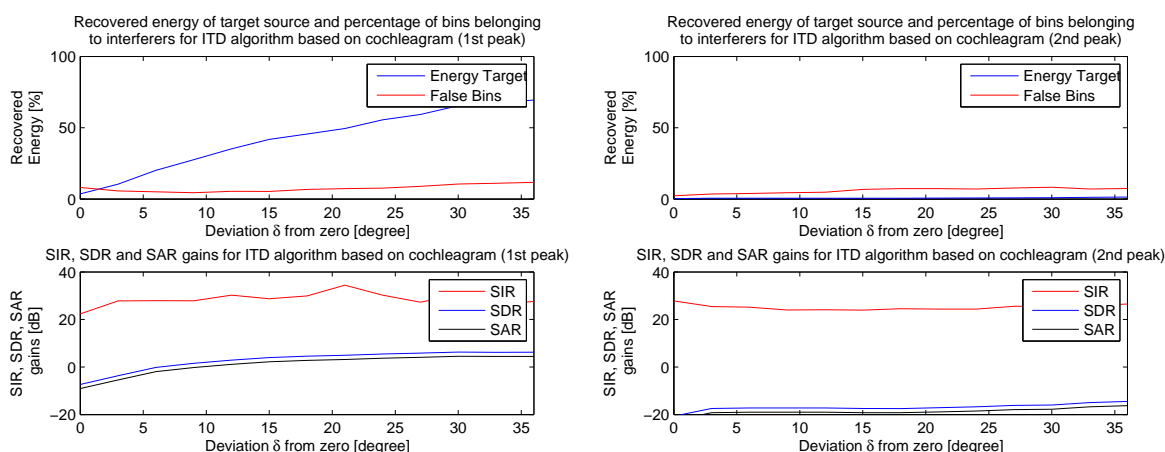 Recovered energy of target source and percentage of bins belonging
to interferers for ITD algorithm based on cochleagram (1st peak)
100
50
0
Recovered
Energy [%]
Energy Target
False Bins
0 5 10 15 20 25 30 35
Deviation δ from zero [degree]
Recovered energy of target source and percentage of bins belonging
to interferers for ITD algorithm based on cochleagram (2nd peak)
100
50
0
Recovered
Energy [%]
Energy Target
False Bins
0 5 10 15 20 25 30 35
Deviation δ from zero [degree]
SIR, SDR and SAR gains for ITD algorithm based on cochleagram (1st peak)
40
20
0
−20
SIR, SDR, SAR
gains [dB]
SIR
SDR
SAR
0 5 10 15 20 25 30 35
Deviation δ from zero [degree]
SIR, SDR and SAR gains for ITD algorithm based on cochleagram (2nd peak)
40
20
0
−20
SIR, SDR, SAR
gains [dB]
SIR
SDR
SAR
0 5 10 15 20 25 30 35
Deviation δ from zero [degree]